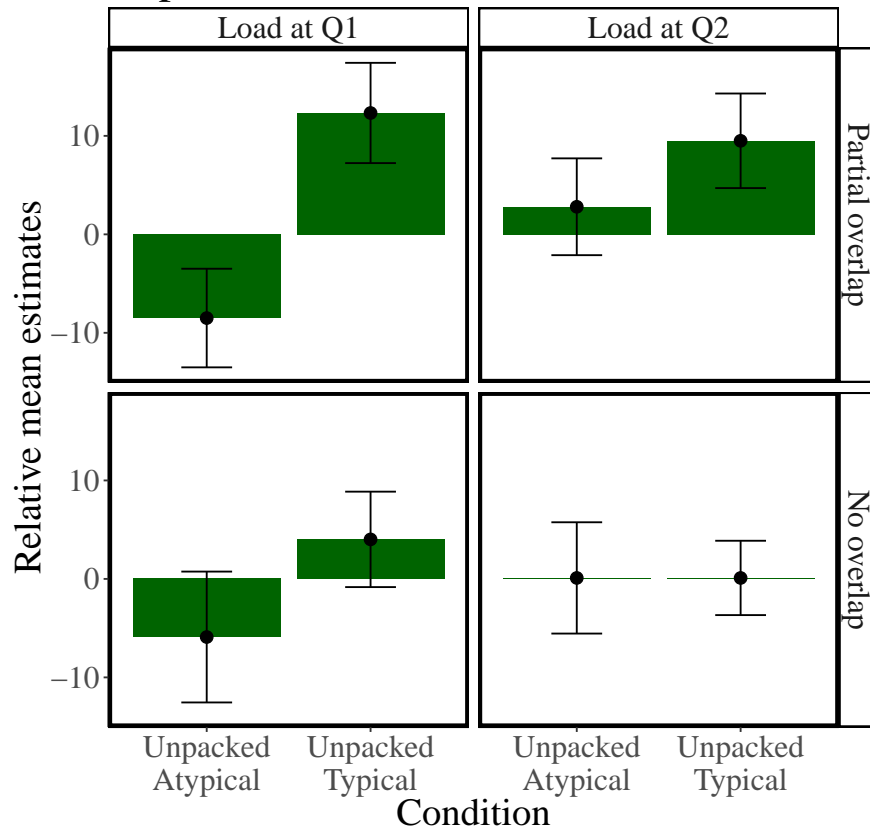 Load at Q1
Load at Q2
10
0
−10
Partial overlap
10
0
−10
No overlap
Relative mean estimates
Unpacked
Atypical
Unpacked
Typical
Unpacked
Atypical
Unpacked
Typical
Condition